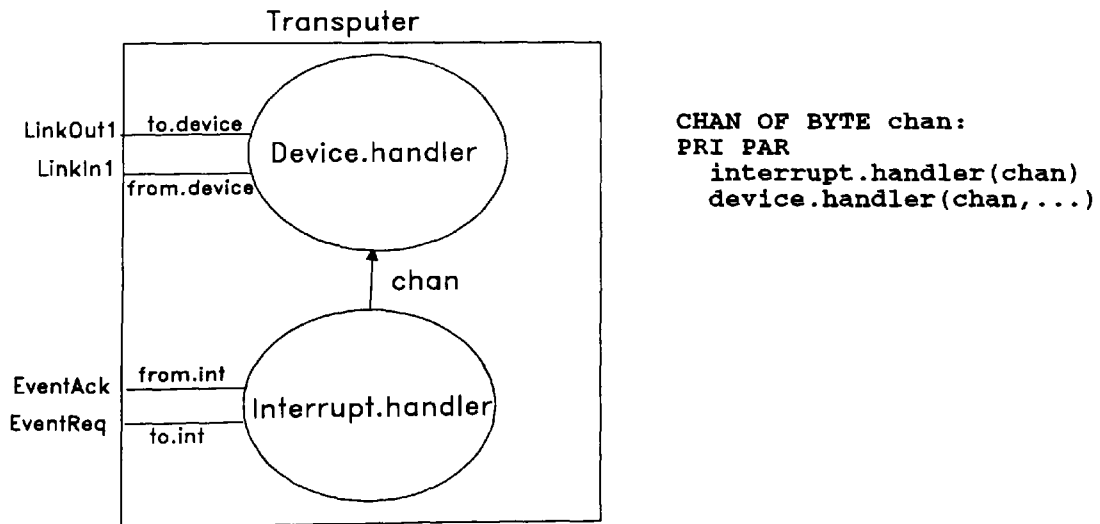 Transputer
LinkOut1
to.device
LinkIn1
from.device
Device.handler
chan
EventAck
from.int
EventReq
to.int
Interrupt.handler
CHAN OF BYTE chan:
PRI PAR
interrupt.handler(chan)
device.handler(chan,...)